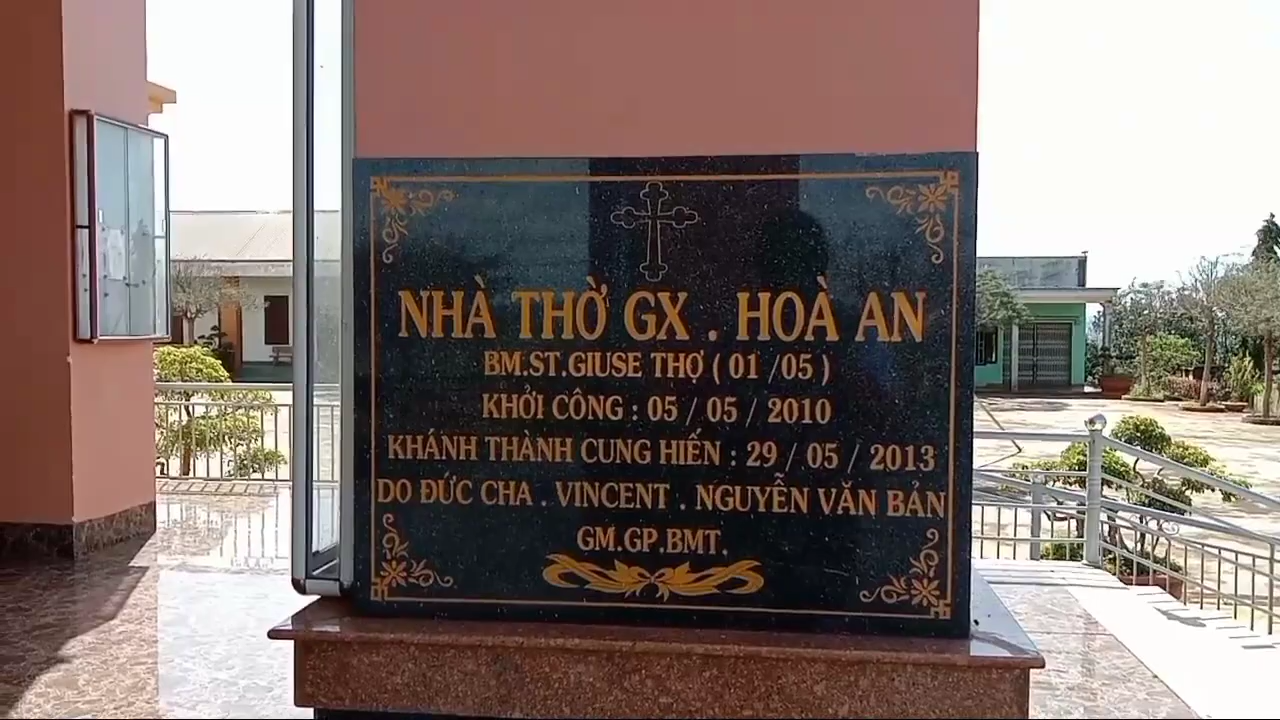 NHÀ THỜ GX . HOÀ AN
BM.ST.GIUSE THỢ ( 01 /05 )
KHỞI CÔNG : 05 / 05 / 2010
KHÁNH THÀNH CUNG HIẾN : 29 / 05 / 2013
DO ĐỨC CHA . VINCENT . NGUYỄN VĂN BẢN
GM.GP.BMT.